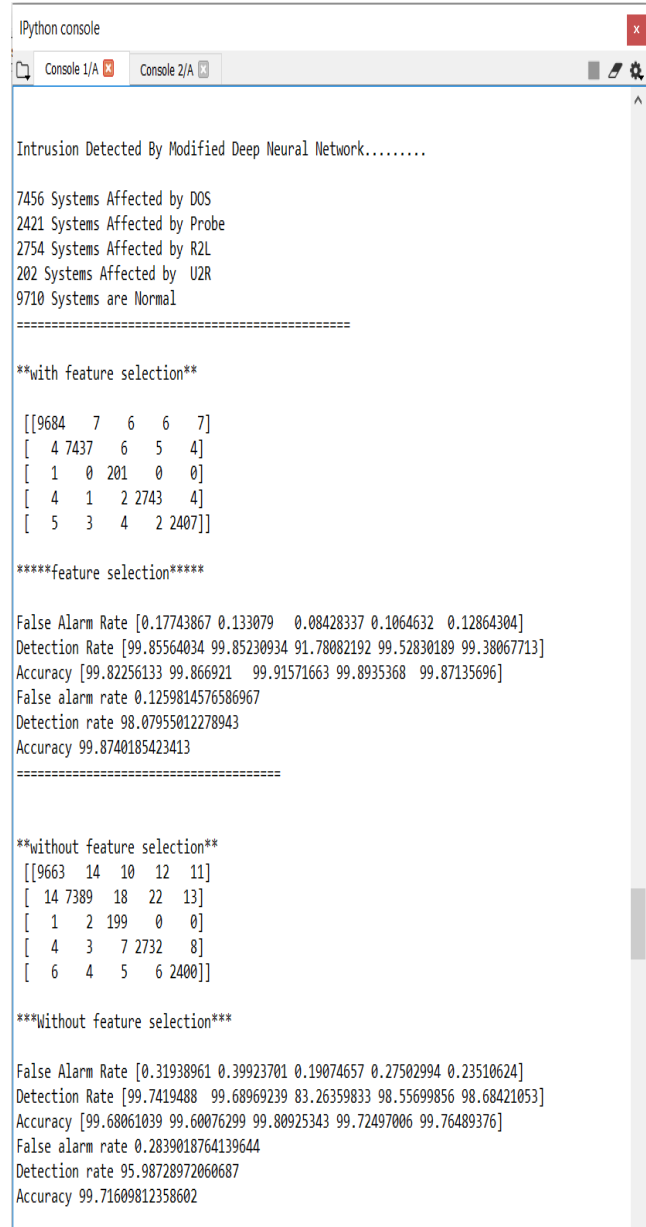 IPython console
Console 1/A Console 2/A
Intrusion Detected By Modified Deep Neural Network.........
7456 Systems Affected by DOS
2421 Systems Affected by Probe
2754 Systems Affected by R2L
202 Systems Affected by  U2R
9710 Systems are Normal
================================================
**with feature selection**
[[9684    7    6    6    7]
[   4 7437    6    5    4]
[   1    0  201    0    0]
[   4    1    2 2743    4]
[   5    3    4    2 2407]]
*****feature selection*****
False Alarm Rate [0.17743867 0.133079   0.08428337 0.1064632  0.12864304]
Detection Rate [99.85564034 99.85230934 91.78082192 99.52830189 99.38067713]
Accuracy [99.82256133 99.866921   99.91571663 99.8935368  99.87135696]
False alarm rate 0.1259814576586967
Detection rate 98.07955012278943
Accuracy 99.8740185423413
======================================
**without feature selection**
[[9663   14   10   12   11]
[  14 7389   18   22   13]
[   1    2  199    0    0]
[   4    3    7 2732    8]
[   6    4    5    6 2400]]
***Without feature selection***
False Alarm Rate [0.31938961 0.39923701 0.19074657 0.27502994 0.23510624]
Detection Rate [99.7419488  99.68969239 83.26359833 98.55699856 98.68421053]
Accuracy [99.68061039 99.60076299 99.80925343 99.72497006 99.76489376]
False alarm rate 0.2839018764139644
Detection rate 95.98728972060687
Accuracy 99.71609812358602